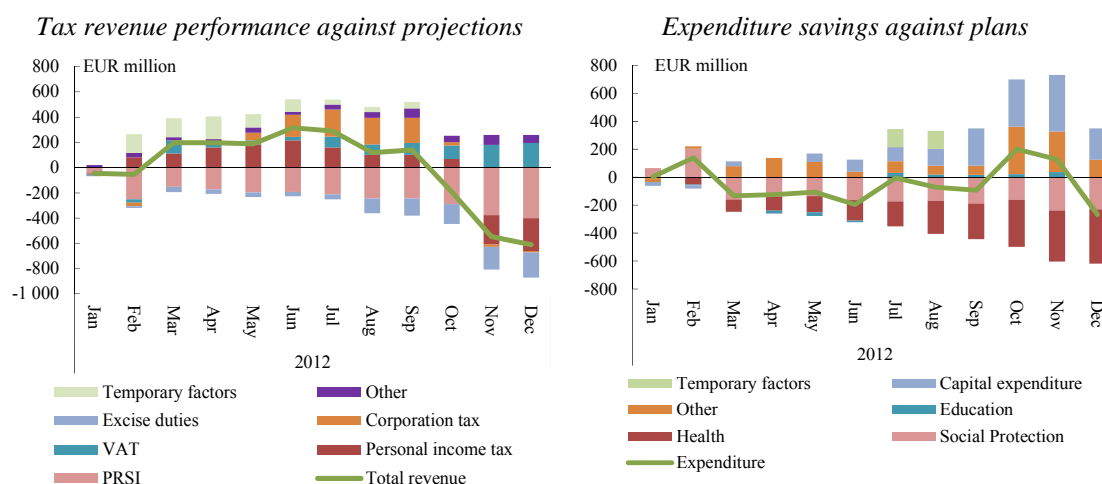 Tax revenue performance against projections
800
EUR million
600
400
200
0
-200
-400
-600
-800
-1 000
Jan
Feb
Mar
Apr
May
Jun
Jul
Aug
Sep
Oct
Nov
Dec
2012
Temporary factors
Other
Excise duties
Corporation tax
VAT
Personal income tax
PRSI
Total revenue
Expenditure savings against plans
800
EUR million
600
400
200
0
-200
-400
-600
-800
Jan
Feb
Mar
Apr
May
Jun
Jul
Aug
Sep
Oct
Nov
Dec
2012
Temporary factors
Capital expenditure
Other
Education
Health
Social Protection
Expenditure